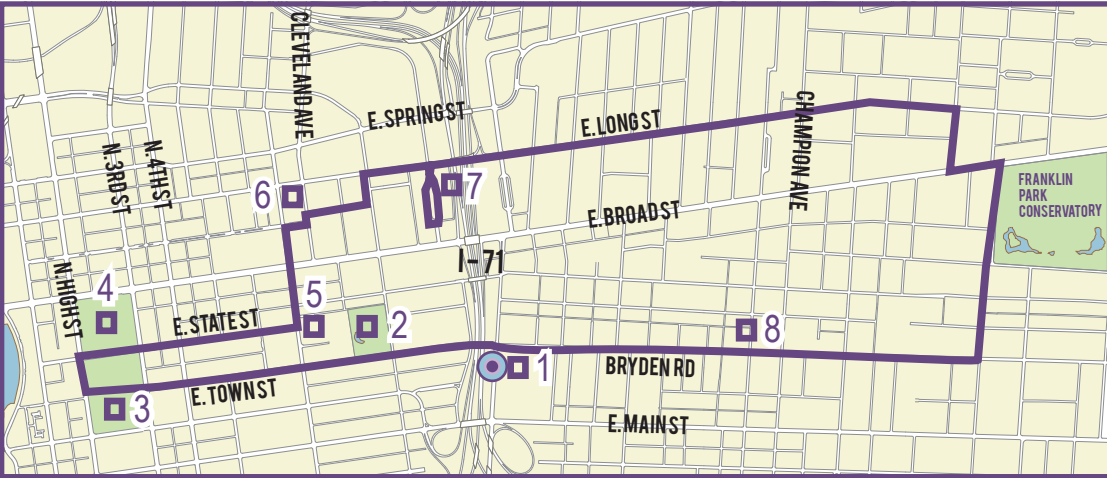 CLEVELAND AVE
E. SPRING ST
E. LONG ST
CHAMPION AVE
N. 3RD ST
N. 4TH ST
6
7
FRANKLIN
PARK
CONSERVATORY
E. BROAD ST
I-71
N. HIGH ST
4
5
E. STATE ST
2
8
1
BRYDEN RD
E. TOWN ST
3
E. MAIN ST